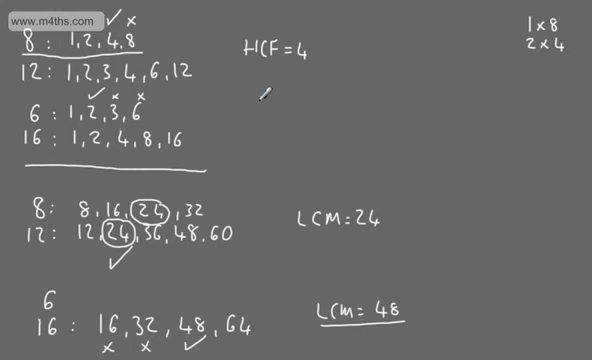 www.m4ths.com
✓ x
8 : 1, 2, 4, 8
12 : 1, 2, 3, 4, 6, 12
HCF = 4
1 x 8
2 x 4
✓ x x
6 : 1, 2, 3, 6
16 : 1, 2, 4, 8, 16
8 : 8, 16, 24, 32
12 : 12, 24, 36, 48, 60
✓
LCM = 24
6
16 : 16, 32, 48, 64
x x ✓
LCM = 48